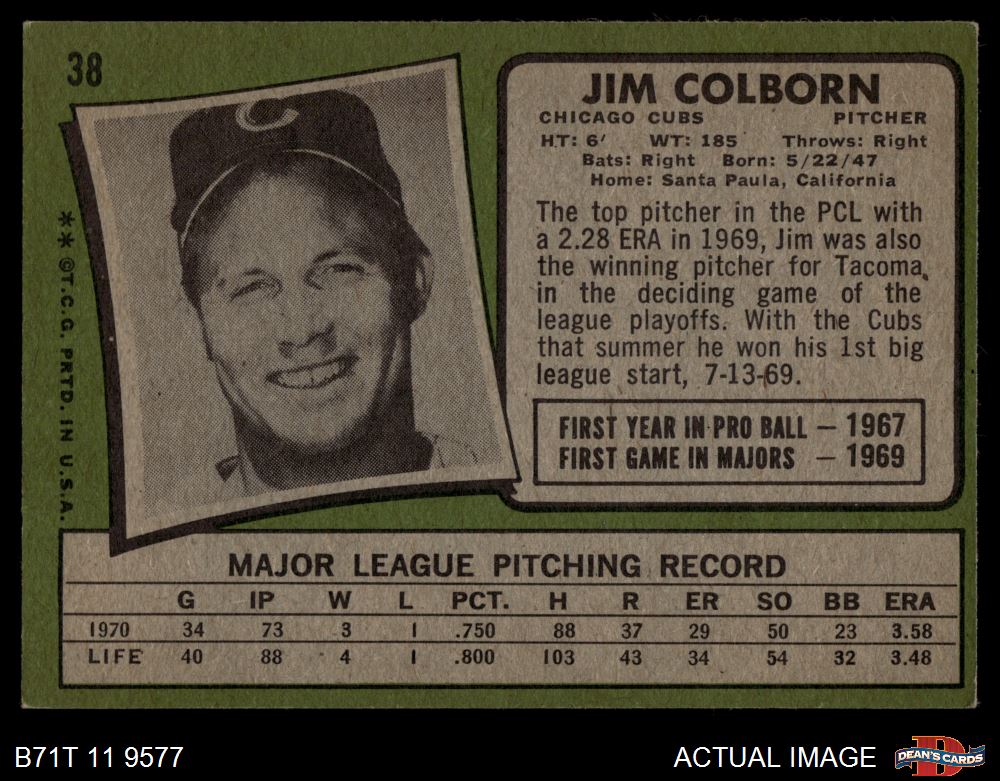 38
JIM COLBORN
CHICAGO CUBS PITCHER
HT: 6' WT: 185 Throws: Right
Bats: Right Born: 5/22/47
Home: Santa Paula, California
The top pitcher in the PCL with
a 2.28 ERA in 1969, Jim was also
the winning pitcher for Tacoma
in the deciding game of the
league playoffs. With the Cubs
that summer he won his 1st big
league start, 7-13-69.
FIRST YEAR IN PRO BALL — 1967
FIRST GAME IN MAJORS — 1969
C
** ©T.C.G. PRTD. IN U.S.A.
MAJOR LEAGUE PITCHING RECORD
G IP W L PCT. H R ER SO BB ERA
1970 34 73 3 1 .750 88 37 29 50 23 3.58
LIFE 40 88 4 1 .800 103 43 34 54 32 3.48
B71T 11 9577
ACTUAL IMAGE
D
DEAN'S CARDS